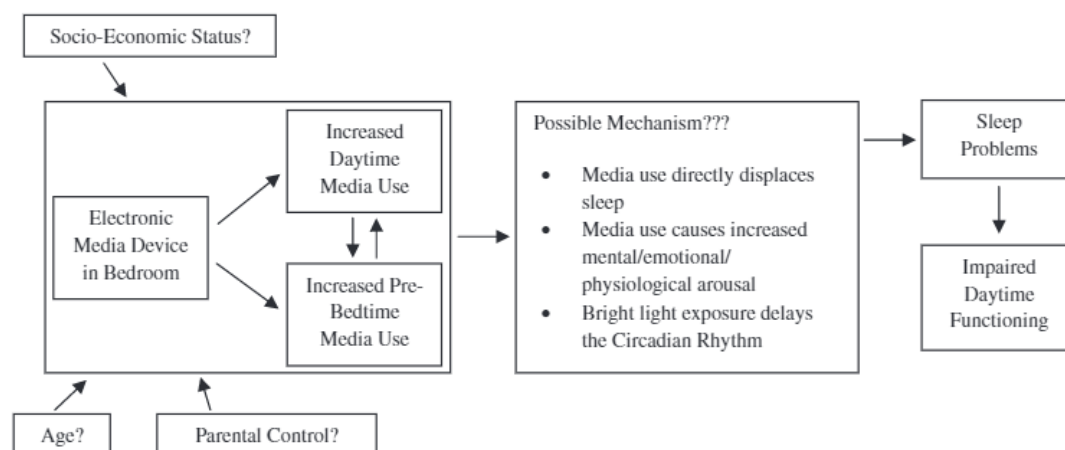 Socio-Economic Status?
Increased
Daytime
Media Use
Electronic
Media Device
in Bedroom
Increased Pre-
Bedtime
Media Use
Age?
Parental Control?
Possible Mechanism???
• Media use directly displaces
sleep
• Media use causes increased
mental/emotional/
physiological arousal
• Bright light exposure delays
the Circadian Rhythm
Sleep
Problems
Impaired
Daytime
Functioning